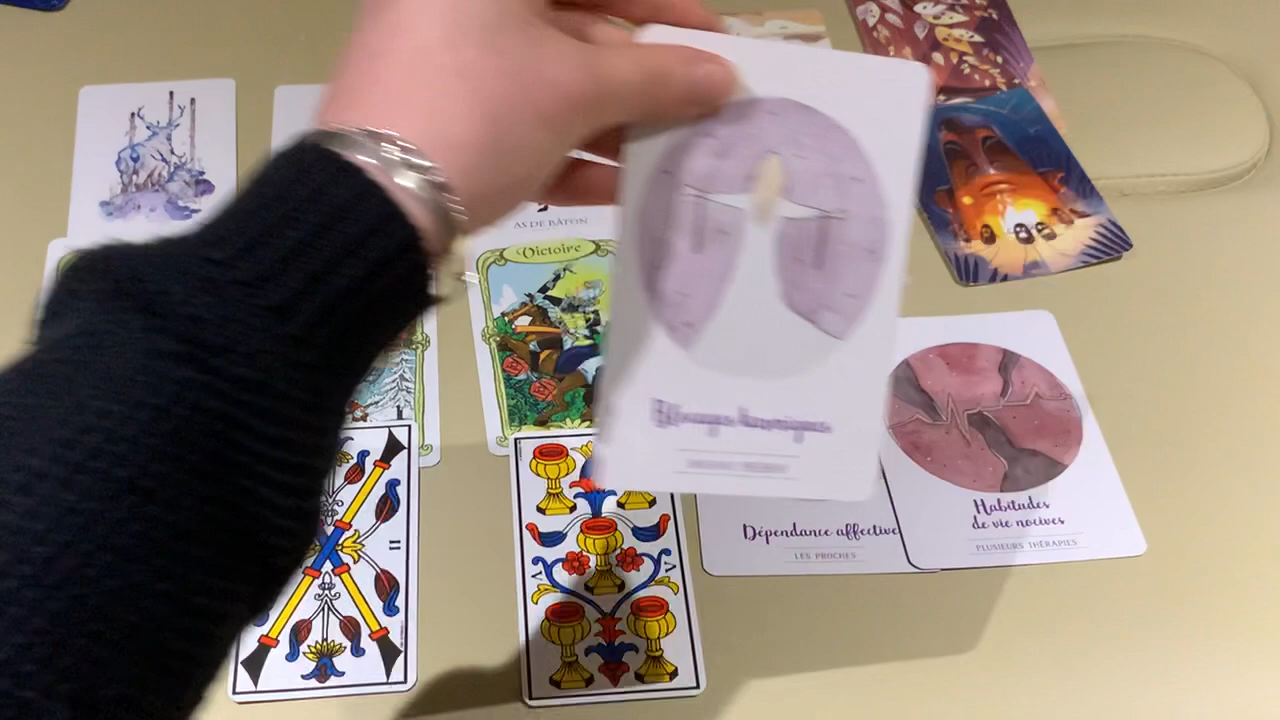 AS DE BÂTON
Victoire
II
V
V
Dépendance affective
LES PROCHES
Habitudes
de vie nocives
PLUSIEURS THÉRAPIES